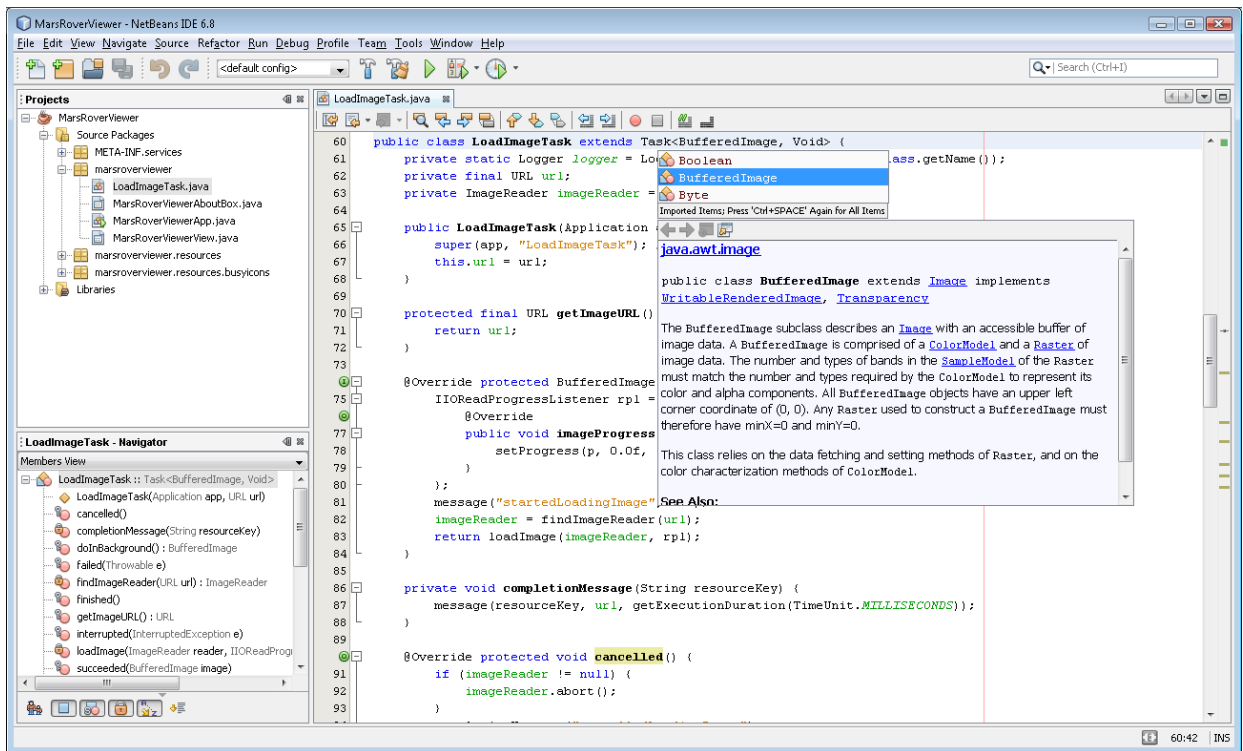 MarsRoverViewer - NetBeans IDE 6.8
File Edit View Navigate Source Refactor Run Debug Profile Team Tools Window Help
<default config>
Search (Ctrl+I)
Projects
MarsRoverViewer
Source Packages
META-INF.services
marsroverviewer
LoadImageTask.java
MarsRoverViewerAboutBox.java
MarsRoverViewerApp.java
MarsRoverViewerView.java
marsroverviewer.resources
marsroverviewer.resources.busyicons
Libraries
LoadImageTask - Navigator
Members View
LoadImageTask :: Task<BufferedImage, Void>
LoadImageTask(Application app, URL url)
cancelled()
completionMessage(String resourceKey)
doInBackground() : BufferedImage
failed(Throwable e)
findImageReader(URL url) : ImageReader
finished()
getImageURL() : URL
interrupted(InterruptedException e)
loadImage(ImageReader reader, IIOReadProgr
succeeded(BufferedImage image)
LoadImageTask.java
60 public class LoadImageTask extends Task<BufferedImage, Void> {
61 private static Logger logger = Lo ass.getName());
62 private final URL url;
63 private ImageReader imageReader =
64
65 public LoadImageTask(Application
66 super(app, "LoadImageTask");
67 this.url = url;
68 }
69
70 protected final URL getImageURL()
71 return url;
72 }
73
@Override protected BufferedImage
75 IIOReadProgressListener rpl =
@Override
77 public void imageProgress
78 setProgress(p, 0.0f,
79 }
80 };
81 message("startedLoadingImage",
82 imageReader = findImageReader(url);
83 return loadImage(imageReader, rpl);
84 }
85
86 private void completionMessage(String resourceKey) {
87 message(resourceKey, url, getExecutionDuration(TimeUnit.MILLISECONDS));
88 }
89
@Override protected void cancelled() {
91 if (imageReader != null) {
92 imageReader.abort();
93 }
Boolean
BufferedImage
Byte
Imported Items; Press 'Ctrl+SPACE' Again for All Items
java.awt.image
public class BufferedImage extends Image implements
WritableRenderedImage, Transparency
The BufferedImage subclass describes an Image with an accessible buffer of
image data. A BufferedImage is comprised of a ColorModel and a Raster of
image data. The number and types of bands in the SampleModel of the Raster
must match the number and types required by the ColorModel to represent its
color and alpha components. All BufferedImage objects have an upper left
corner coordinate of (0, 0). Any Raster used to construct a BufferedImage must
therefore have minX=0 and minY=0.
This class relies on the data fetching and setting methods of Raster, and on the
color characterization methods of ColorModel.
See Also:
60:42 INS